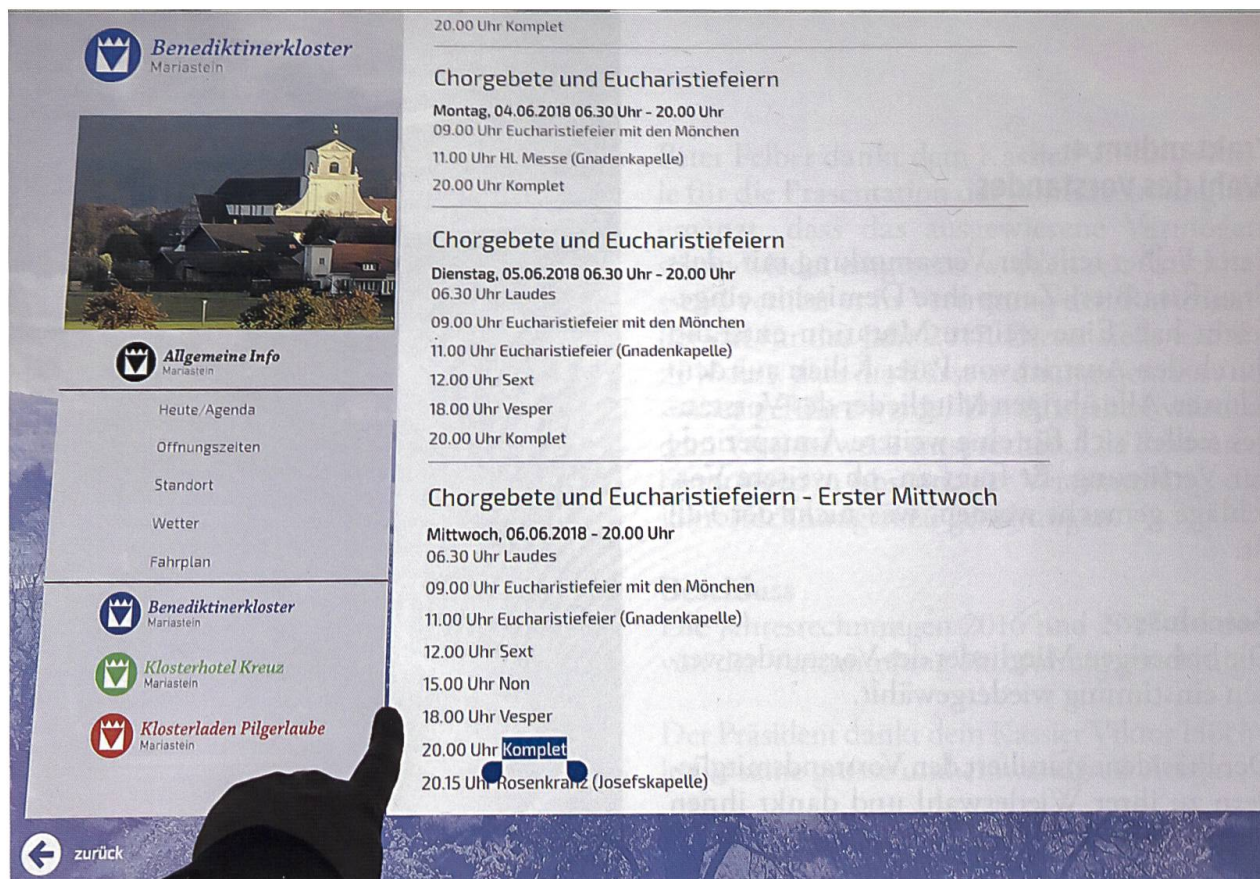 Benediktinerkloster
Mariastein
Allgemeine Info
Mariastein
Heute/Agenda
Öffnungszeiten
Standort
Wetter
Fahrplan
Benediktinerkloster
Mariastein
Klosterhotel Kreuz
Mariastein
Klosterladen Pilgerlaube
Mariastein
zurück
20.00 Uhr Komplet
Chorgebete und Eucharistiefeiern
Montag, 04.06.2018 06.30 Uhr - 20.00 Uhr
09.00 Uhr Eucharistiefeier mit den Mönchen
11.00 Uhr Hl. Messe (Gnadenkapelle)
20.00 Uhr Komplet
Chorgebete und Eucharistiefeiern
Dienstag, 05.06.2018 06.30 Uhr - 20.00 Uhr
06.30 Uhr Laudes
09.00 Uhr Eucharistiefeier mit den Mönchen
11.00 Uhr Eucharistiefeier (Gnadenkapelle)
12.00 Uhr Sext
18.00 Uhr Vesper
20.00 Uhr Komplet
Chorgebete und Eucharistiefeiern - Erster Mittwoch
Mittwoch, 06.06.2018 - 20.00 Uhr
06.30 Uhr Laudes
09.00 Uhr Eucharistiefeier mit den Mönchen
11.00 Uhr Eucharistiefeier (Gnadenkapelle)
12.00 Uhr Sext
15.00 Uhr Non
18.00 Uhr Vesper
20.00 Uhr Komplet
20.15 Uhr Rosenkranz (Josefskapelle)